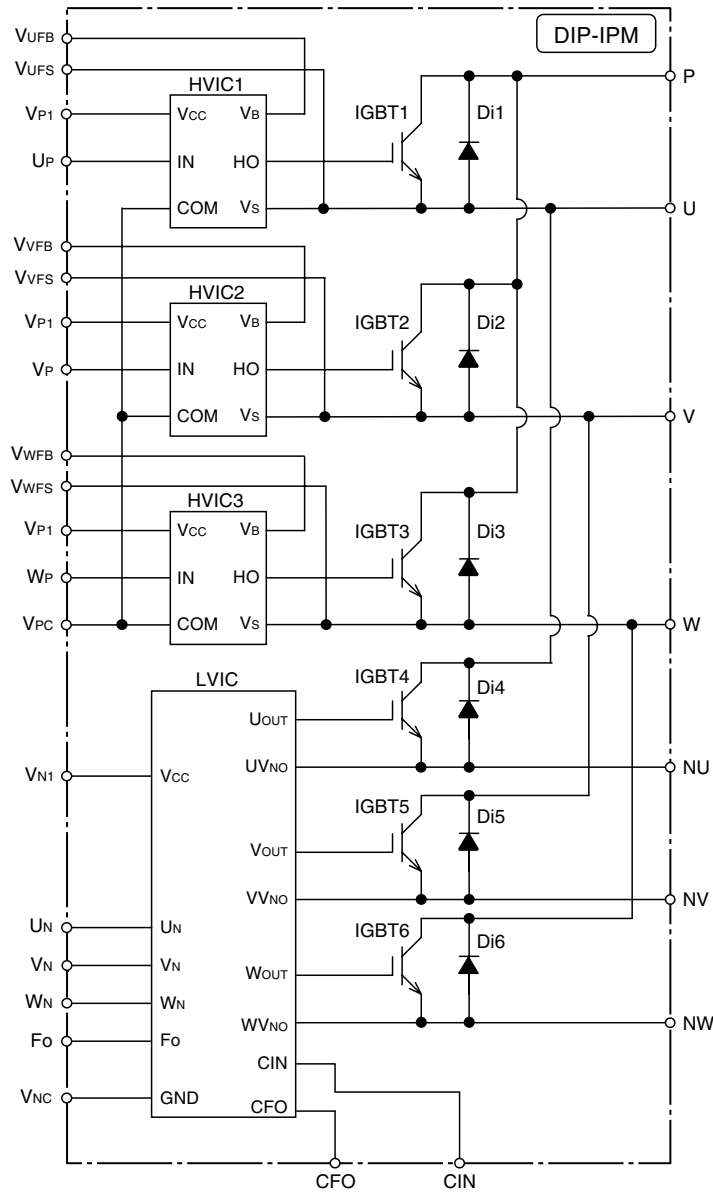 DIP-IPM
VUFB
VUFS
HVIC1
P
VP1
VCC
VB
IGBT1
Di1
UP
IN
HO
COM
VS
U
VVFB
VVFS
HVIC2
VP1
VCC
VB
IGBT2
Di2
VP
IN
HO
COM
VS
V
VWFB
VWFS
HVIC3
VP1
VCC
VB
IGBT3
Di3
WP
IN
HO
VPC
COM
VS
W
LVIC
IGBT4
Di4
UOUT
VN1
VCC
UVNO
NU
IGBT5
Di5
VOUT
VVNO
NV
UN
UN
IGBT6
Di6
VN
VN
WOUT
WN
WN
WVNO
NW
Fo
Fo
CIN
VNC
GND
CFO
CFO
CIN